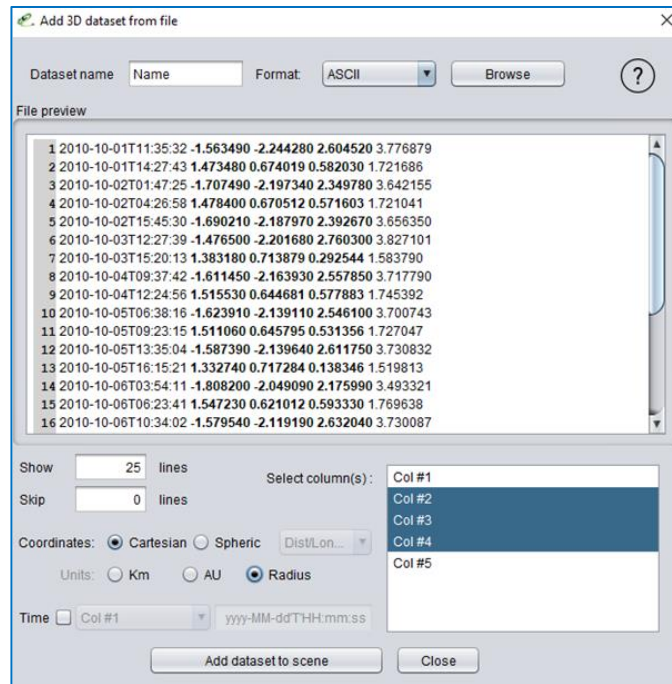 Add 3D dataset from file
Dataset name Name Format: ASCII Browse ?
File preview
1 2010-10-01T11:35:32 -1.563490 -2.244280 2.604520 3.776879
2 2010-10-01T14:27:43 1.473480 0.674019 0.582030 1.721686
3 2010-10-02T01:47:25 -1.707490 -2.197340 2.349780 3.642155
4 2010-10-02T04:26:58 1.478400 0.670512 0.571603 1.721041
5 2010-10-02T15:45:30 -1.690210 -2.187970 2.392670 3.656350
6 2010-10-03T12:27:39 -1.476500 -2.201680 2.760300 3.827101
7 2010-10-03T15:20:13 1.383180 0.713879 0.292544 1.583790
8 2010-10-04T09:37:42 -1.611450 -2.163930 2.557850 3.717790
9 2010-10-04T12:24:56 1.515530 0.644681 0.577883 1.745392
10 2010-10-05T06:38:16 -1.623910 -2.139110 2.546100 3.700743
11 2010-10-05T09:23:15 1.511060 0.645795 0.531356 1.727047
12 2010-10-05T13:35:04 -1.587390 -2.139640 2.611750 3.730832
13 2010-10-05T16:15:21 1.332740 0.717284 0.138346 1.519813
14 2010-10-06T03:54:11 -1.808200 -2.049090 2.175990 3.493321
15 2010-10-06T06:23:41 1.547230 0.621012 0.593330 1.769638
16 2010-10-06T10:34:02 -1.579540 -2.119190 2.632040 3.730087
Show 25 lines
Skip 0 lines
Select column(s) :
Col #1
Col #2
Col #3
Col #4
Col #5
Coordinates: Cartesian Spheric Dist/Lon...
Units: Km AU Radius
Time Col #1 yyyy-MM-dd'T'HH:mm:ss
Add dataset to scene Close